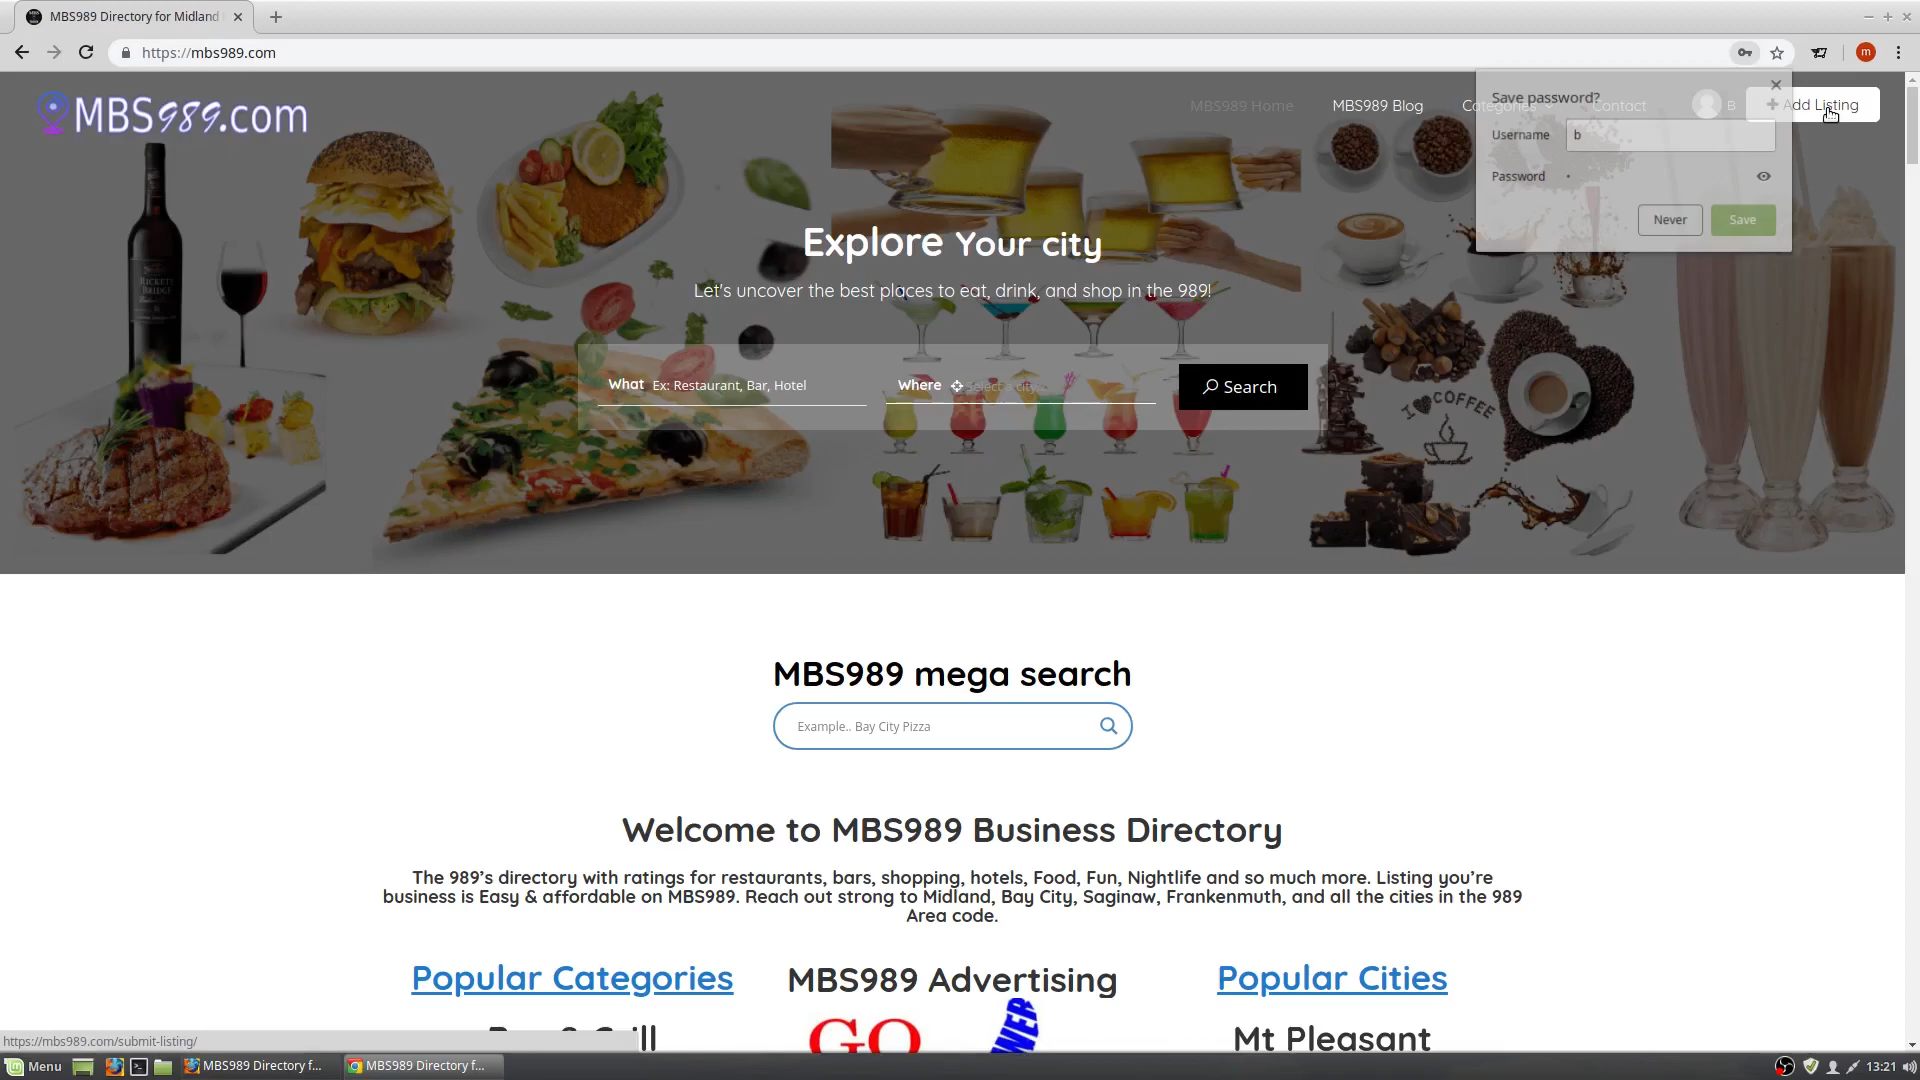 MBS989 Directory for Midland
https://mbs989.com
MBS989.com
MBS989 Home
MBS989 Blog
Categories
Contact
B
Add Listing
Save password?
Username
b
Password
Never
Save
RICKETY
BRIDGE
I ❤ COFFEE
Explore Your city
Let's uncover the best places to eat, drink, and shop in the 989!
What
Ex: Restaurant, Bar, Hotel
Where
Select a city
Search
MBS989 mega search
Example.. Bay City Pizza
Welcome to MBS989 Business Directory
The 989's directory with ratings for restaurants, bars, shopping, hotels, Food, Fun, Nightlife and so much more. Listing you're
business is Easy & affordable on MBS989. Reach out strong to Midland, Bay City, Saginaw, Frankenmuth, and all the cities in the 989
Area code.
Popular Categories
MBS989 Advertising
Popular Cities
GO
Mt Pleasant
https://mbs989.com/submit-listing/
Menu
MBS989 Directory f...
MBS989 Directory f...
13:21